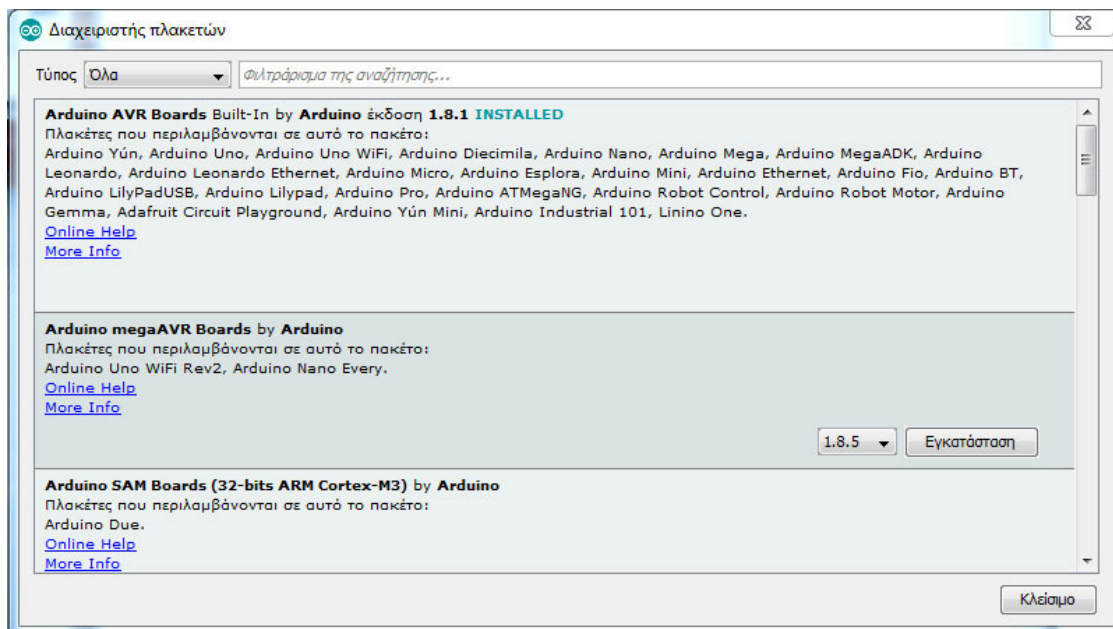 Διαχειριστής πλακετών
Τύπος Όλα Φιλτράρισμα της αναζήτησης...
Arduino AVR Boards Built-In by Arduino έκδοση 1.8.1 INSTALLED
Πλακέτες που περιλαμβάνονται σε αυτό το πακέτο:
Arduino Yún, Arduino Uno, Arduino Uno WiFi, Arduino Diecimila, Arduino Nano, Arduino Mega, Arduino MegaADK, Arduino
Leonardo, Arduino Leonardo Ethernet, Arduino Micro, Arduino Esplora, Arduino Mini, Arduino Ethernet, Arduino Fio, Arduino BT,
Arduino LilyPadUSB, Arduino Lilypad, Arduino Pro, Arduino ATMegaNG, Arduino Robot Control, Arduino Robot Motor, Arduino
Gemma, Adafruit Circuit Playground, Arduino Yún Mini, Arduino Industrial 101, Linino One.
Online Help
More Info
Arduino megaAVR Boards by Arduino
Πλακέτες που περιλαμβάνονται σε αυτό το πακέτο:
Arduino Uno WiFi Rev2, Arduino Nano Every.
Online Help
More Info
1.8.5 Εγκατάσταση
Arduino SAM Boards (32-bits ARM Cortex-M3) by Arduino
Πλακέτες που περιλαμβάνονται σε αυτό το πακέτο:
Arduino Due.
Online Help
More Info
Κλείσιμο